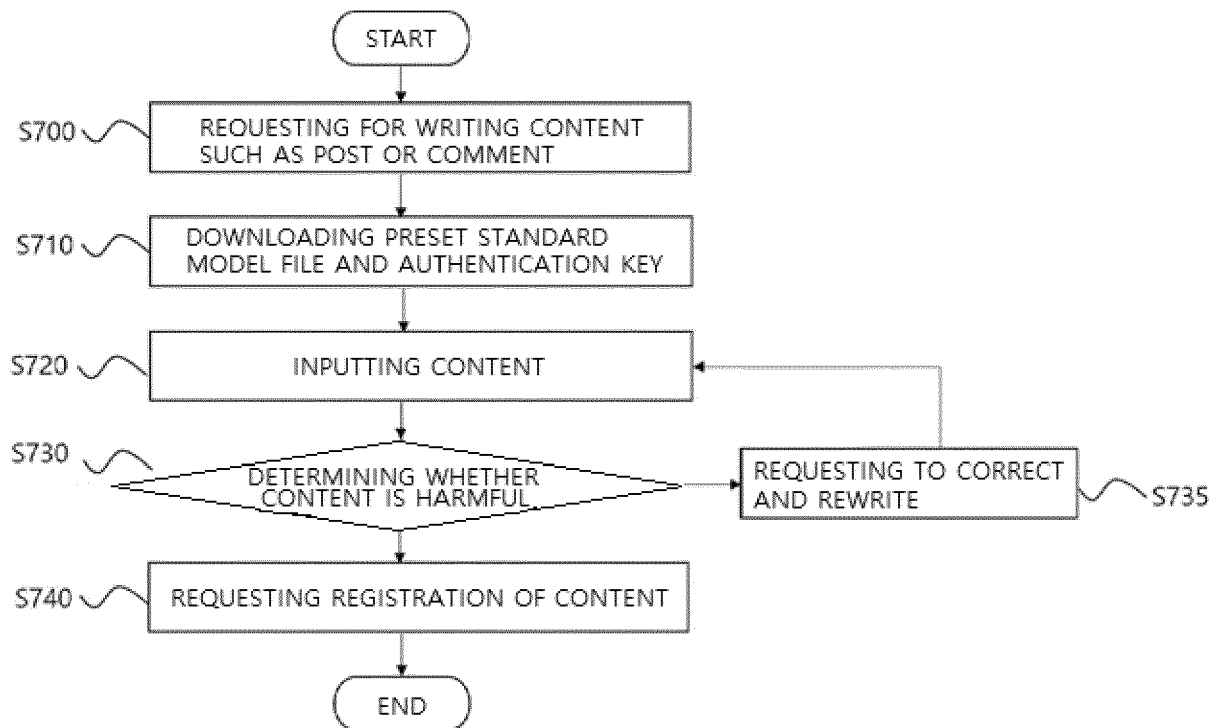 START
S700
REQUESTING FOR WRITING CONTENT
SUCH AS POST OR COMMENT
S710
DOWNLOADING PRESET STANDARD
MODEL FILE AND AUTHENTICATION KEY
S720
INPUTTING CONTENT
S730
DETERMINING WHETHER
CONTENT IS HARMFUL
REQUESTING TO CORRECT
AND REWRITE
S735
S740
REQUESTING REGISTRATION OF CONTENT
END